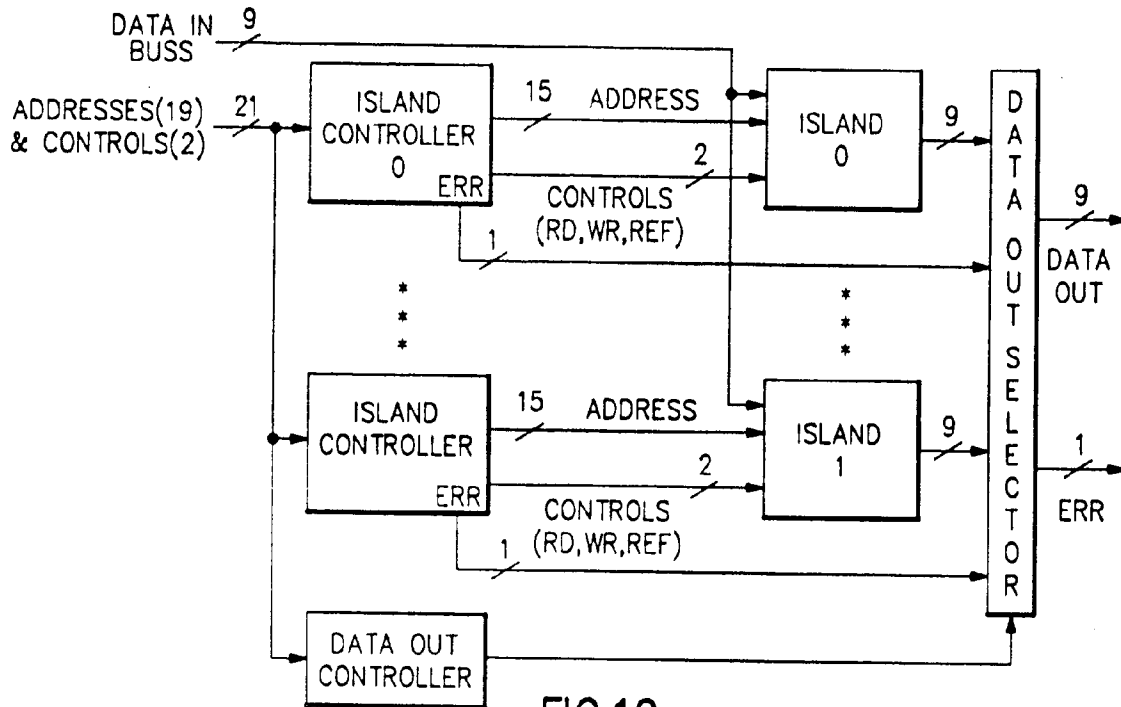 DATA IN
BUSS
9
ADDRESSES(19)
& CONTROLS(2)
21
ISLAND
CONTROLLER
0
ERR
15
ADDRESS
2
CONTROLS
(RD,WR,REF)
1
ISLAND
0
9
* 
*
*
*
*
*
ISLAND
CONTROLLER
ERR
15
ADDRESS
2
CONTROLS
(RD,WR,REF)
1
ISLAND
1
9
DATA OUT
CONTROLLER
DATA OUT SELECTOR
9
DATA
OUT
1
ERR